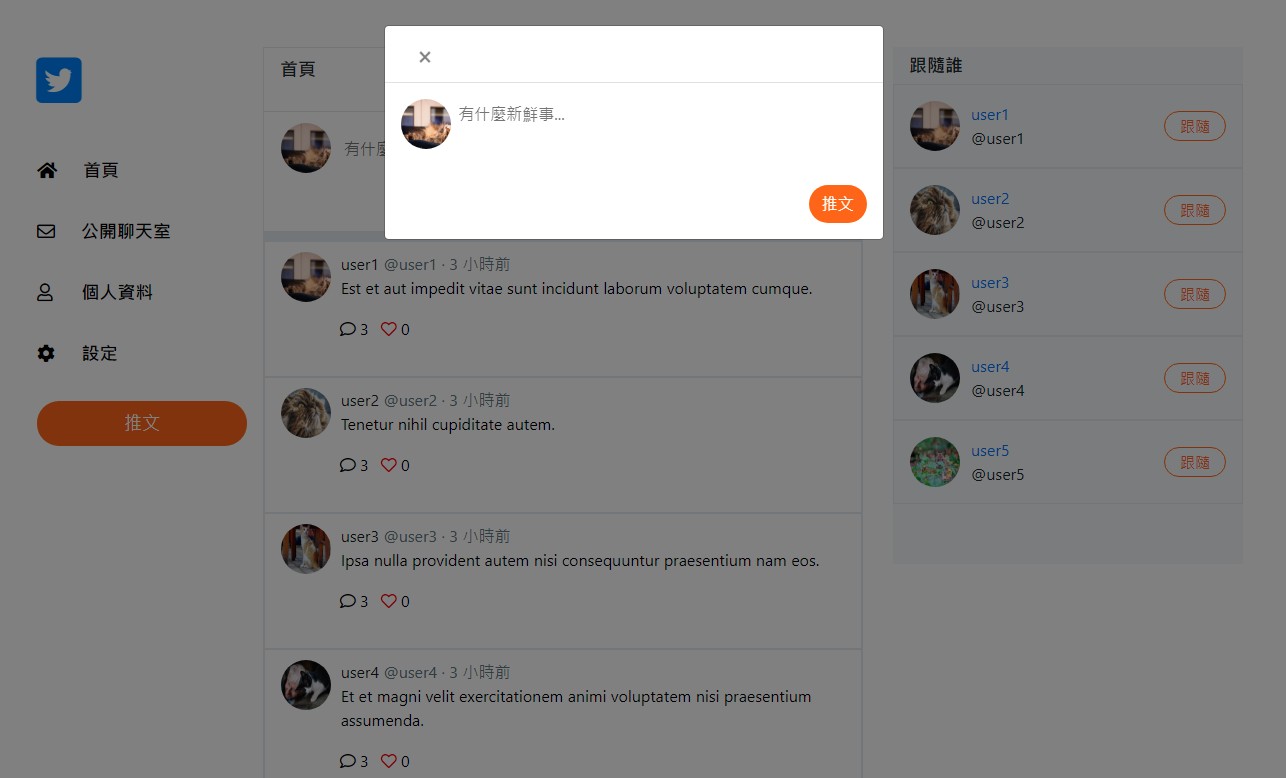 首頁
公開聊天室
個人資料
設定
推文
首頁
有什
×
有什麼新鮮事...
推文
user1 @user1 · 3 小時前
Est et aut impedit vitae sunt incidunt laborum voluptatem cumque.
3 0
user2 @user2 · 3 小時前
Tenetur nihil cupiditate autem.
3 0
user3 @user3 · 3 小時前
Ipsa nulla provident autem nisi consequuntur praesentium nam eos.
3 0
user4 @user4 · 3 小時前
Et et magni velit exercitationem animi voluptatem nisi praesentium
assumenda.
3 0
跟隨誰
user1
@user1
跟隨
user2
@user2
跟隨
user3
@user3
跟隨
user4
@user4
跟隨
user5
@user5
跟隨